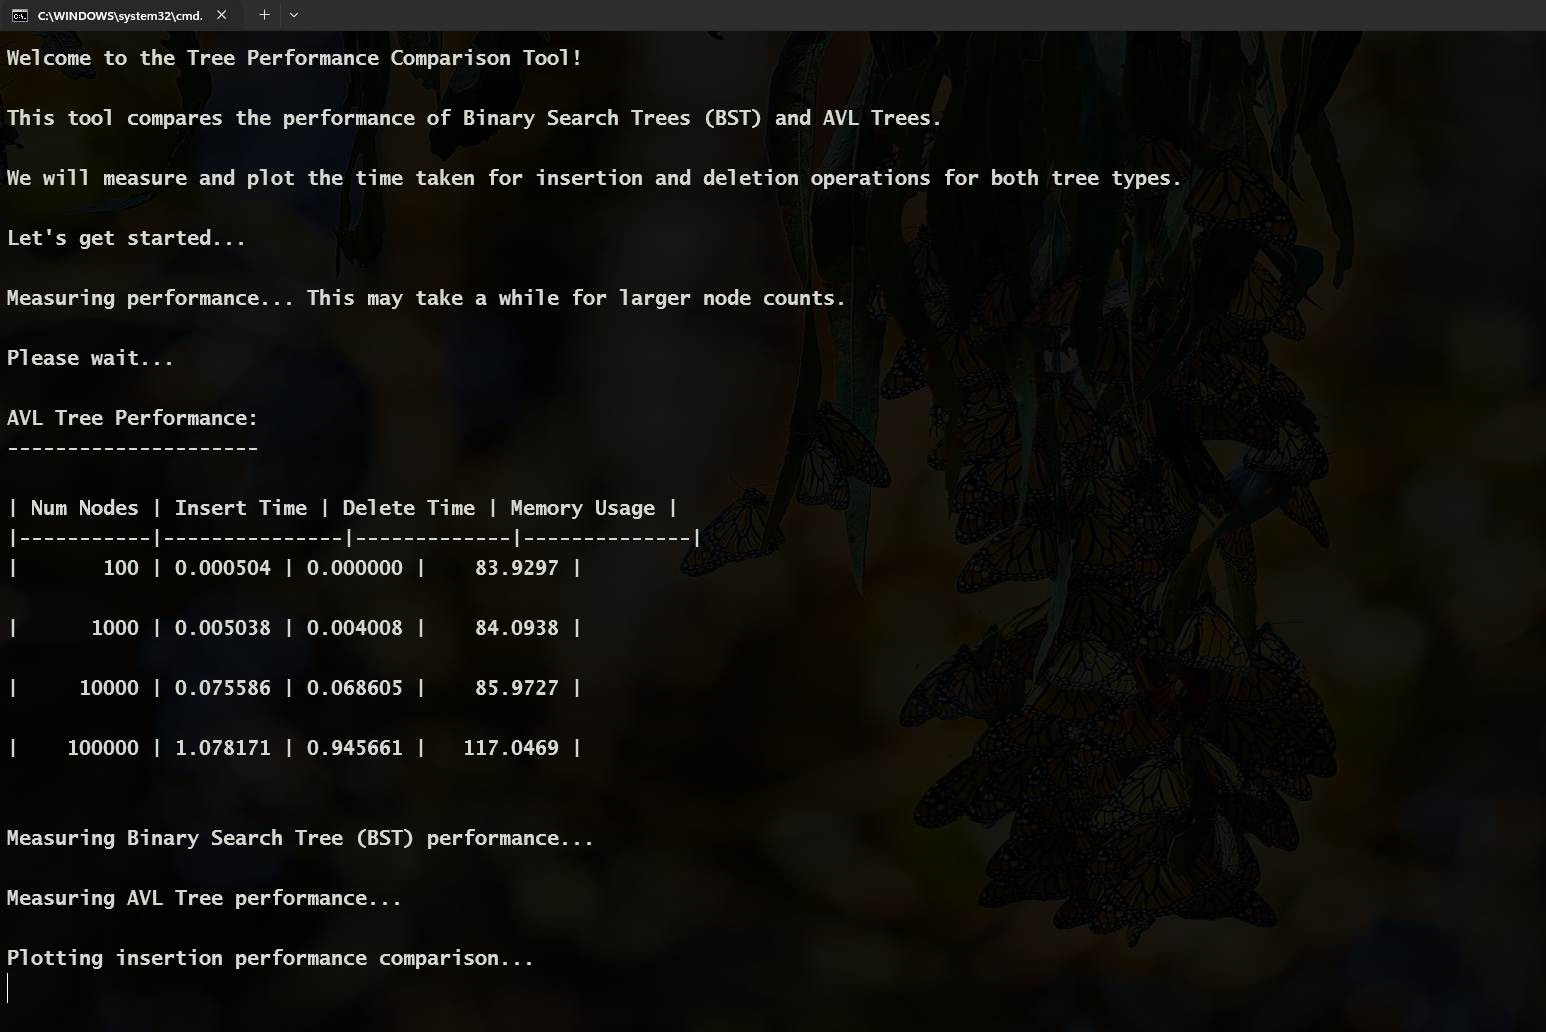 C:\WINDOWS\system32\cmd.
Welcome to the Tree Performance Comparison Tool!
This tool compares the performance of Binary Search Trees (BST) and AVL Trees.
We will measure and plot the time taken for insertion and deletion operations for both tree types.
Let's get started...
Measuring performance... This may take a while for larger node counts.
Please wait...
AVL Tree Performance:
---------------------
| Num Nodes | Insert Time | Delete Time | Memory Usage |
|-----------|---------------|-------------|--------------|
|       100 | 0.000504 | 0.000000 |    83.9297 |
|      1000 | 0.005038 | 0.004008 |    84.0938 |
|     10000 | 0.075586 | 0.068605 |    85.9727 |
|    100000 | 1.078171 | 0.945661 |   117.0469 |
Measuring Binary Search Tree (BST) performance...
Measuring AVL Tree performance...
Plotting insertion performance comparison...